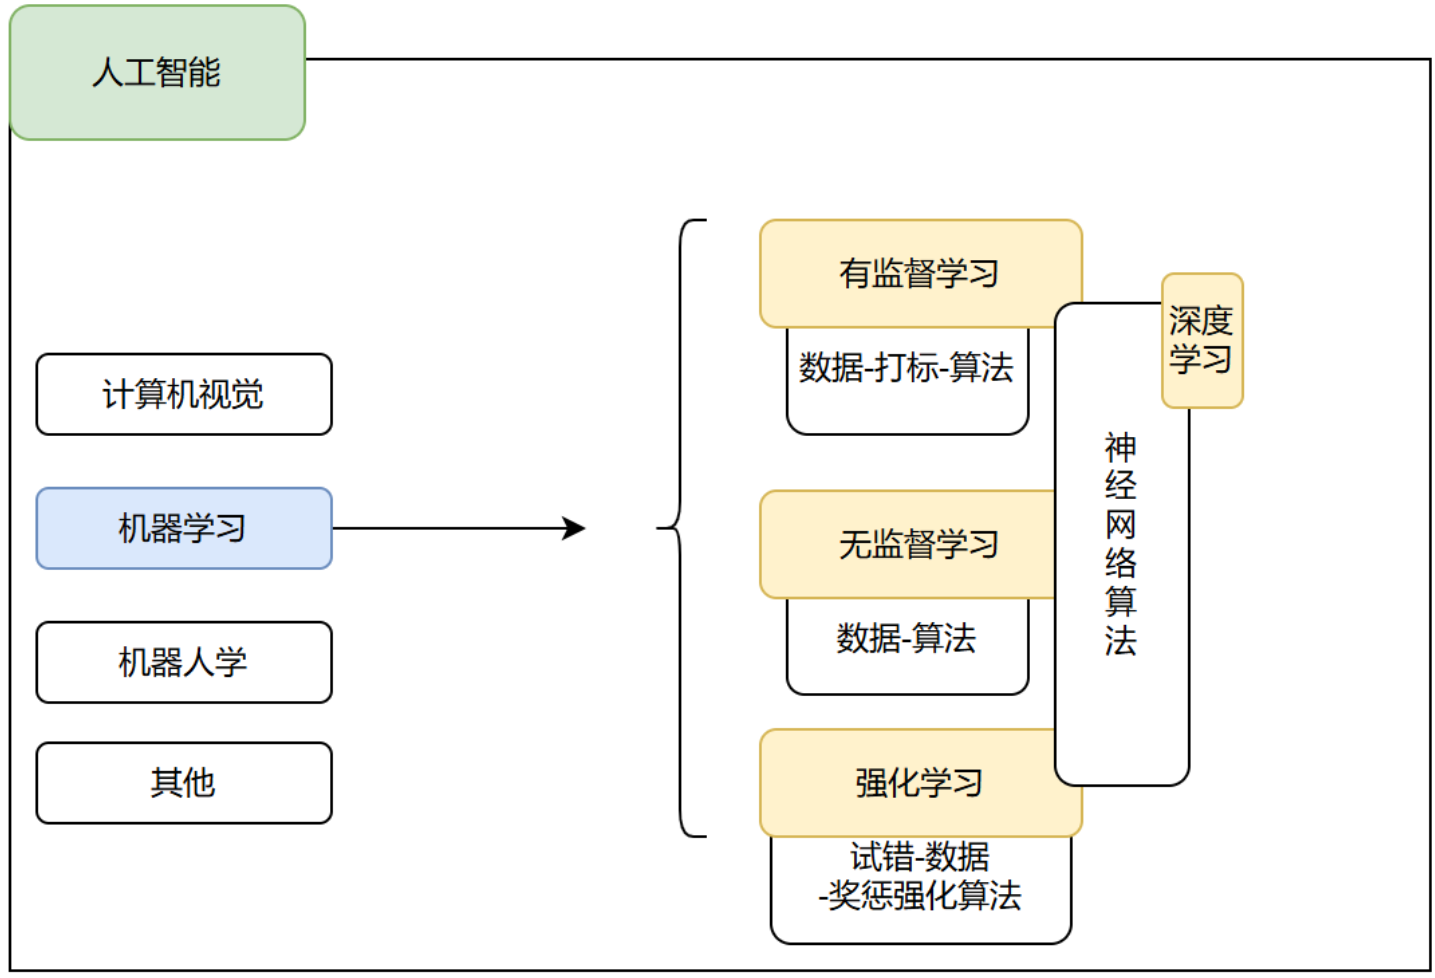 人工智能
计算机视觉
机器学习
机器人学
其他
有监督学习
数据-打标-算法
无监督学习
数据-算法
强化学习
试错-数据
-奖惩强化算法
深度
学习
神
经
网
络
算
法